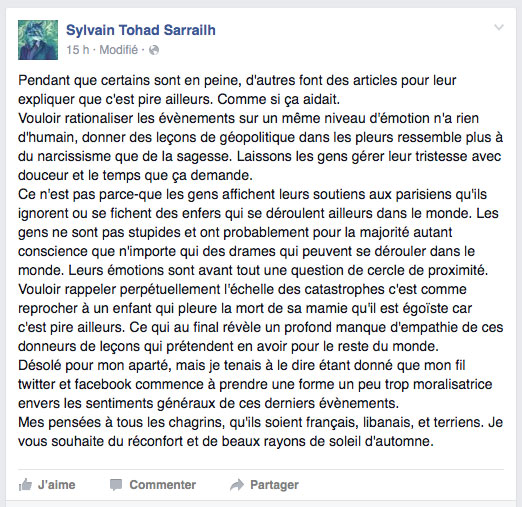 Sylvain Tohad Sarrailh
15 h · Modifié ·
Pendant que certains sont en peine, d'autres font des articles pour leur
expliquer que c'est pire ailleurs. Comme si ça aidait.
Vouloir rationaliser les évènements sur un même niveau d'émotion n'a rien
d'humain, donner des leçons de géopolitique dans les pleurs ressemble plus à
du narcissisme que de la sagesse. Laissons les gens gérer leur tristesse avec
douceur et le temps que ça demande.
Ce n'est pas parce-que les gens affichent leurs soutiens aux parisiens qu'ils
ignorent ou se fichent des enfers qui se déroulent ailleurs dans le monde. Les
gens ne sont pas stupides et ont probablement pour la majorité autant
conscience que n'importe qui des drames qui peuvent se dérouler dans le
monde. Leurs émotions sont avant tout une question de cercle de proximité.
Vouloir rappeler perpétuellement l'échelle des catastrophes c'est comme
reprocher à un enfant qui pleure la mort de sa mamie qu'il est égoïste car
c'est pire ailleurs. Ce qui au final révèle un profond manque d'empathie de ces
donneurs de leçons qui prétendent en avoir pour le reste du monde.
Désolé pour mon aparté, mais je tenais à le dire étant donné que mon fil
twitter et facebook commence à prendre une forme un peu trop moralisatrice
envers les sentiments généraux de ces derniers évènements.
Mes pensées à tous les chagrins, qu'ils soient français, libanais, et terriens. Je
vous souhaite du réconfort et de beaux rayons de soleil d'automne.
J'aime Commenter Partager